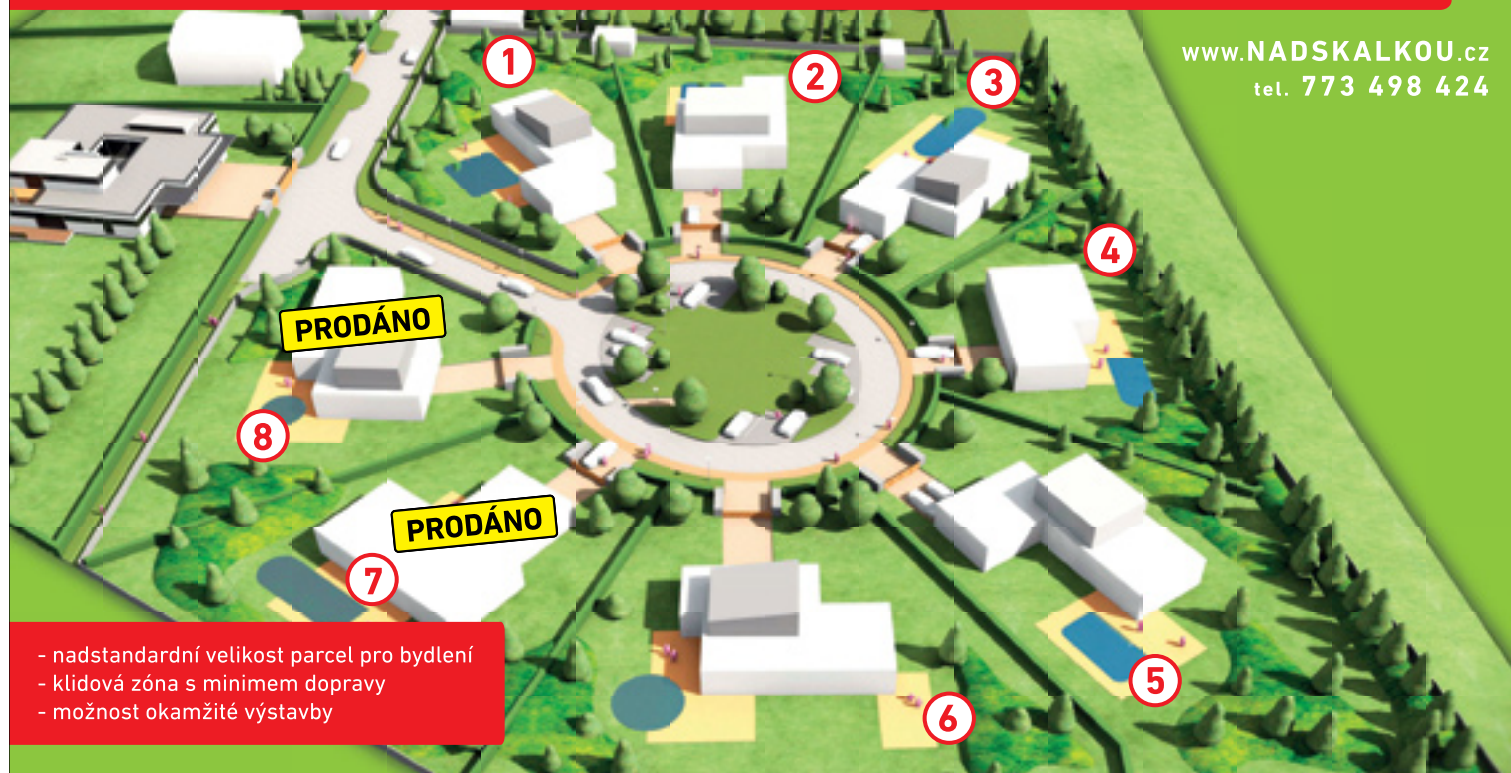 www.NADSKALKOU.cz
tel. 773 498 424
1
2
3
4
PRODÁNO
8
PRODÁNO
7
5
6
- nadstandardní velikost parcel pro bydlení
- klidová zóna s minimem dopravy
- možnost okamžité výstavby